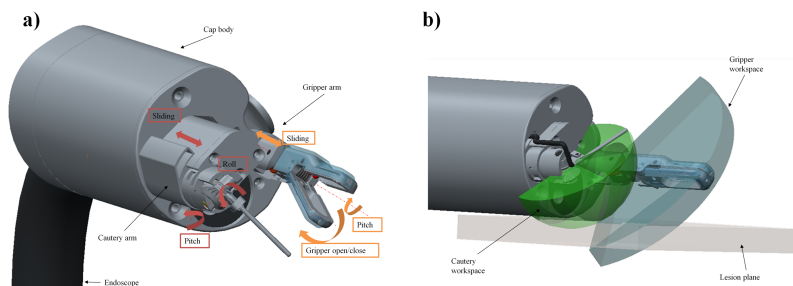 a)
Cap body
Gripper arm
Sliding
Sliding
Roll
Pitch
Pitch
Gripper open/close
Cautery arm
Endoscope
b)
Gripper
workspace
Cautery
workspace
Lesion plane